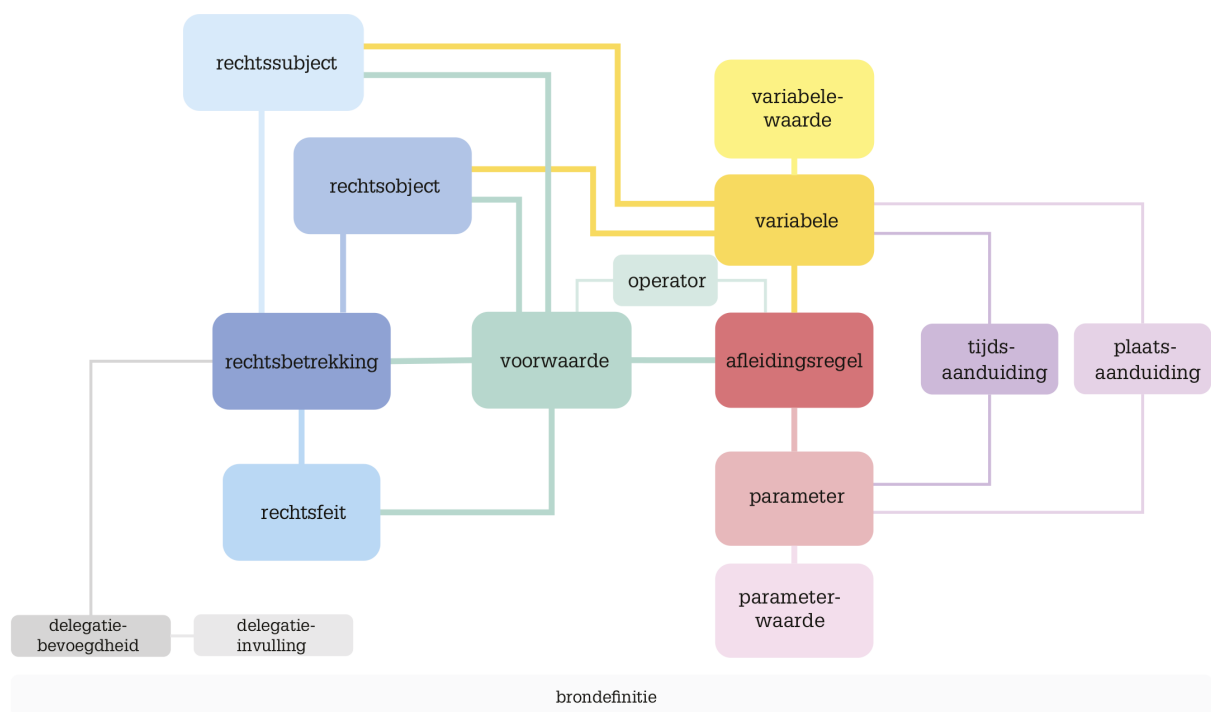 rechtssubject
variabele-
waarde
rechtsobject
variabele
operator
rechtsbetrekking
voorwaarde
afleidingsregel
tijds-
aanduiding
plaats-
aanduiding
parameter
rechtsfeit
parameter-
waarde
delegatie-
bevoegdheid
delegatie-
invulling
brondefinitie